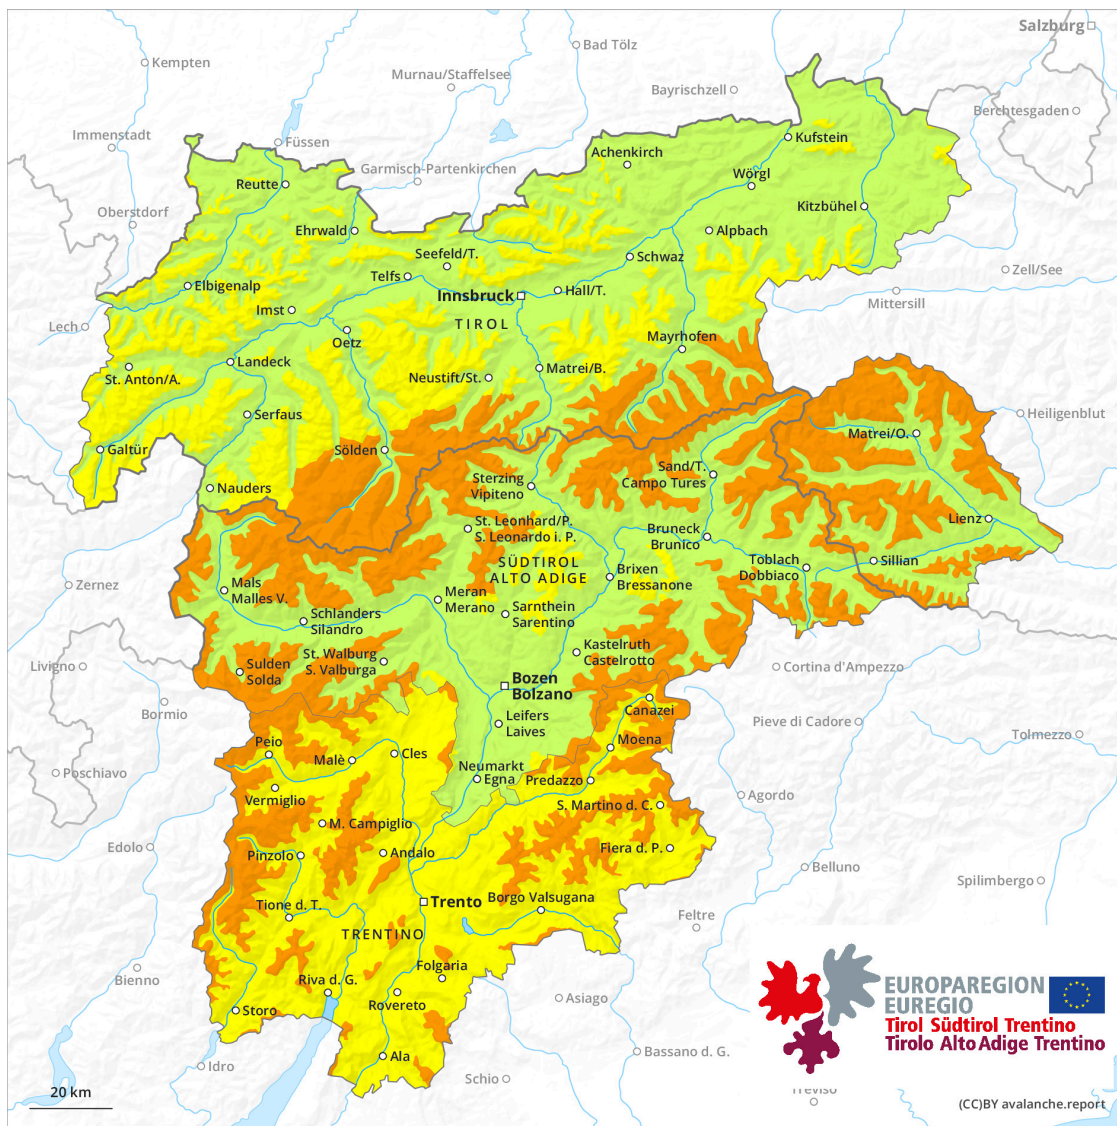 Salzburg
Bad Tölz
Kempten
Murnau/Staffelsee
Bayrischzell
Berchtesgaden
Immenstadt
Füssen
Kufstein
Achenkirch
Garmisch-Partenkirchen
Wörgl
Reutte
Oberstdorf
Kitzbühel
Ehrwald
Alpbach
Seefeld/T.
Schwaz
Zell/See
Telfs
Elbigenalp
Innsbruck
Hall/T.
Mittersill
Imst
TIROL
Lech
Oetz
Mayrhofen
Landeck
Matrei/B.
St. Anton/A.
Neustift/St.
Serfaus
Heiligenblut
Matrei/O.
Galtür
Sölden
Sand/T.
Campo Tures
Sterzing
Vipiteno
Nauders
Lienz
St. Leonhard/P.
S. Leonardo i. P.
Bruneck
Brunico
SÜDTIROL
ALTO ADIGE
Toblach
Dobbiaco
Sillian
Brixen
Bressanone
Zernez
Mals
Malles V.
Meran
Merano
Sarnthein
Sarentino
Schlanders
Silandro
Kastelruth
Castelrotto
St. Walburg
S. Valburga
Livigno
Sulden
Solda
Cortina d'Ampezzo
Bozen
Bolzano
Bormio
Canazei
Leifers
Laives
Pieve di Cadore
Tolmezzo
Peio
Moena
Cles
Malè
Poschiavo
Neumarkt
Egna
Predazzo
Vermiglio
Agordo
S. Martino d. C.
M. Campiglio
Edolo
Pinzolo
Andalo
Fiera d. P.
Belluno
Spilimbergo
Trento
Borgo Valsugana
Tione d. T.
Feltre
TRENTINO
Folgaria
Bienno
Riva d. G.
Rovereto
Asiago
Storo
EUROPAREGION
EUREGIO
Tirol Südtirol Trentino
Tirolo Alto Adige Trentino
Ala
Bassano d. G.
Idro
Schio
Treviso
20 km
(CC)BY avalanche.report